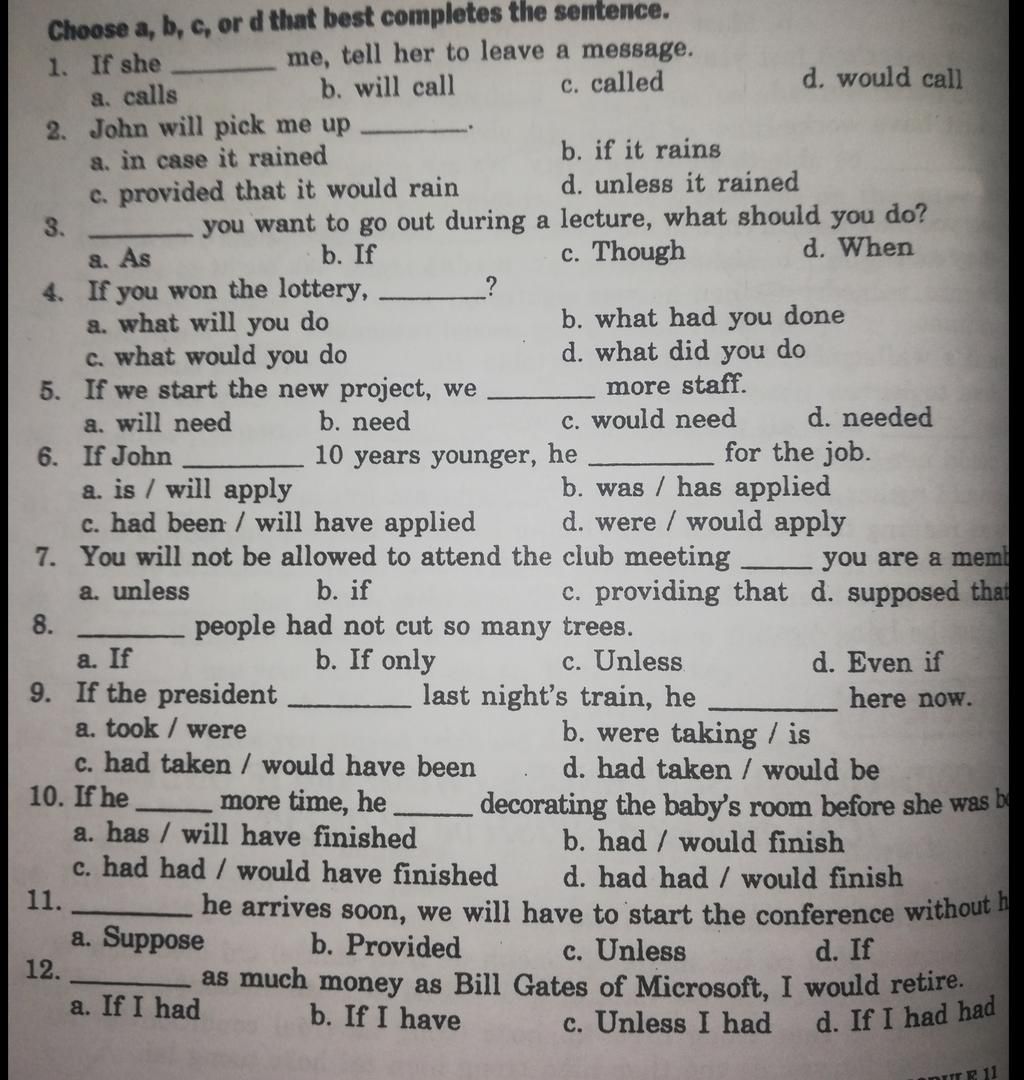 Choose a, b, c, or d that best completes the sentence.
1. If she ________ me, tell her to leave a message.
a. calls b. will call c. called d. would call
2. John will pick me up ________.
a. in case it rained b. if it rains
c. provided that it would rain d. unless it rained
3. ________ you want to go out during a lecture, what should you do?
a. As b. If c. Though d. When
4. If you won the lottery, ________?
a. what will you do b. what had you done
c. what would you do d. what did you do
5. If we start the new project, we ________ more staff.
a. will need b. need c. would need d. needed
6. If John ________ 10 years younger, he ________ for the job.
a. is / will apply b. was / has applied
c. had been / will have applied d. were / would apply
7. You will not be allowed to attend the club meeting _____ you are a
a. unless b. if c. providing that d. supposed that
8. ________ people had not cut so many trees.
a. If b. If only c. Unless d. Even if
9. If the president ________ last night's train, he ________ here now.
a. took / were b. were taking / is
c. had taken / would have been d. had taken / would be
10. If he _____ more time, he _____ decorating the baby's room before she was
a. has / will have finished b. had / would finish
c. had had / would have finished d. had had / would finish
11. ________ he arrives soon, we will have to start the conference without
a. Suppose b. Provided c. Unless d. If
12. ________ as much money as Bill Gates of Microsoft, I would retire.
a. If I had b. If I have c. Unless I had d. If I had had
11